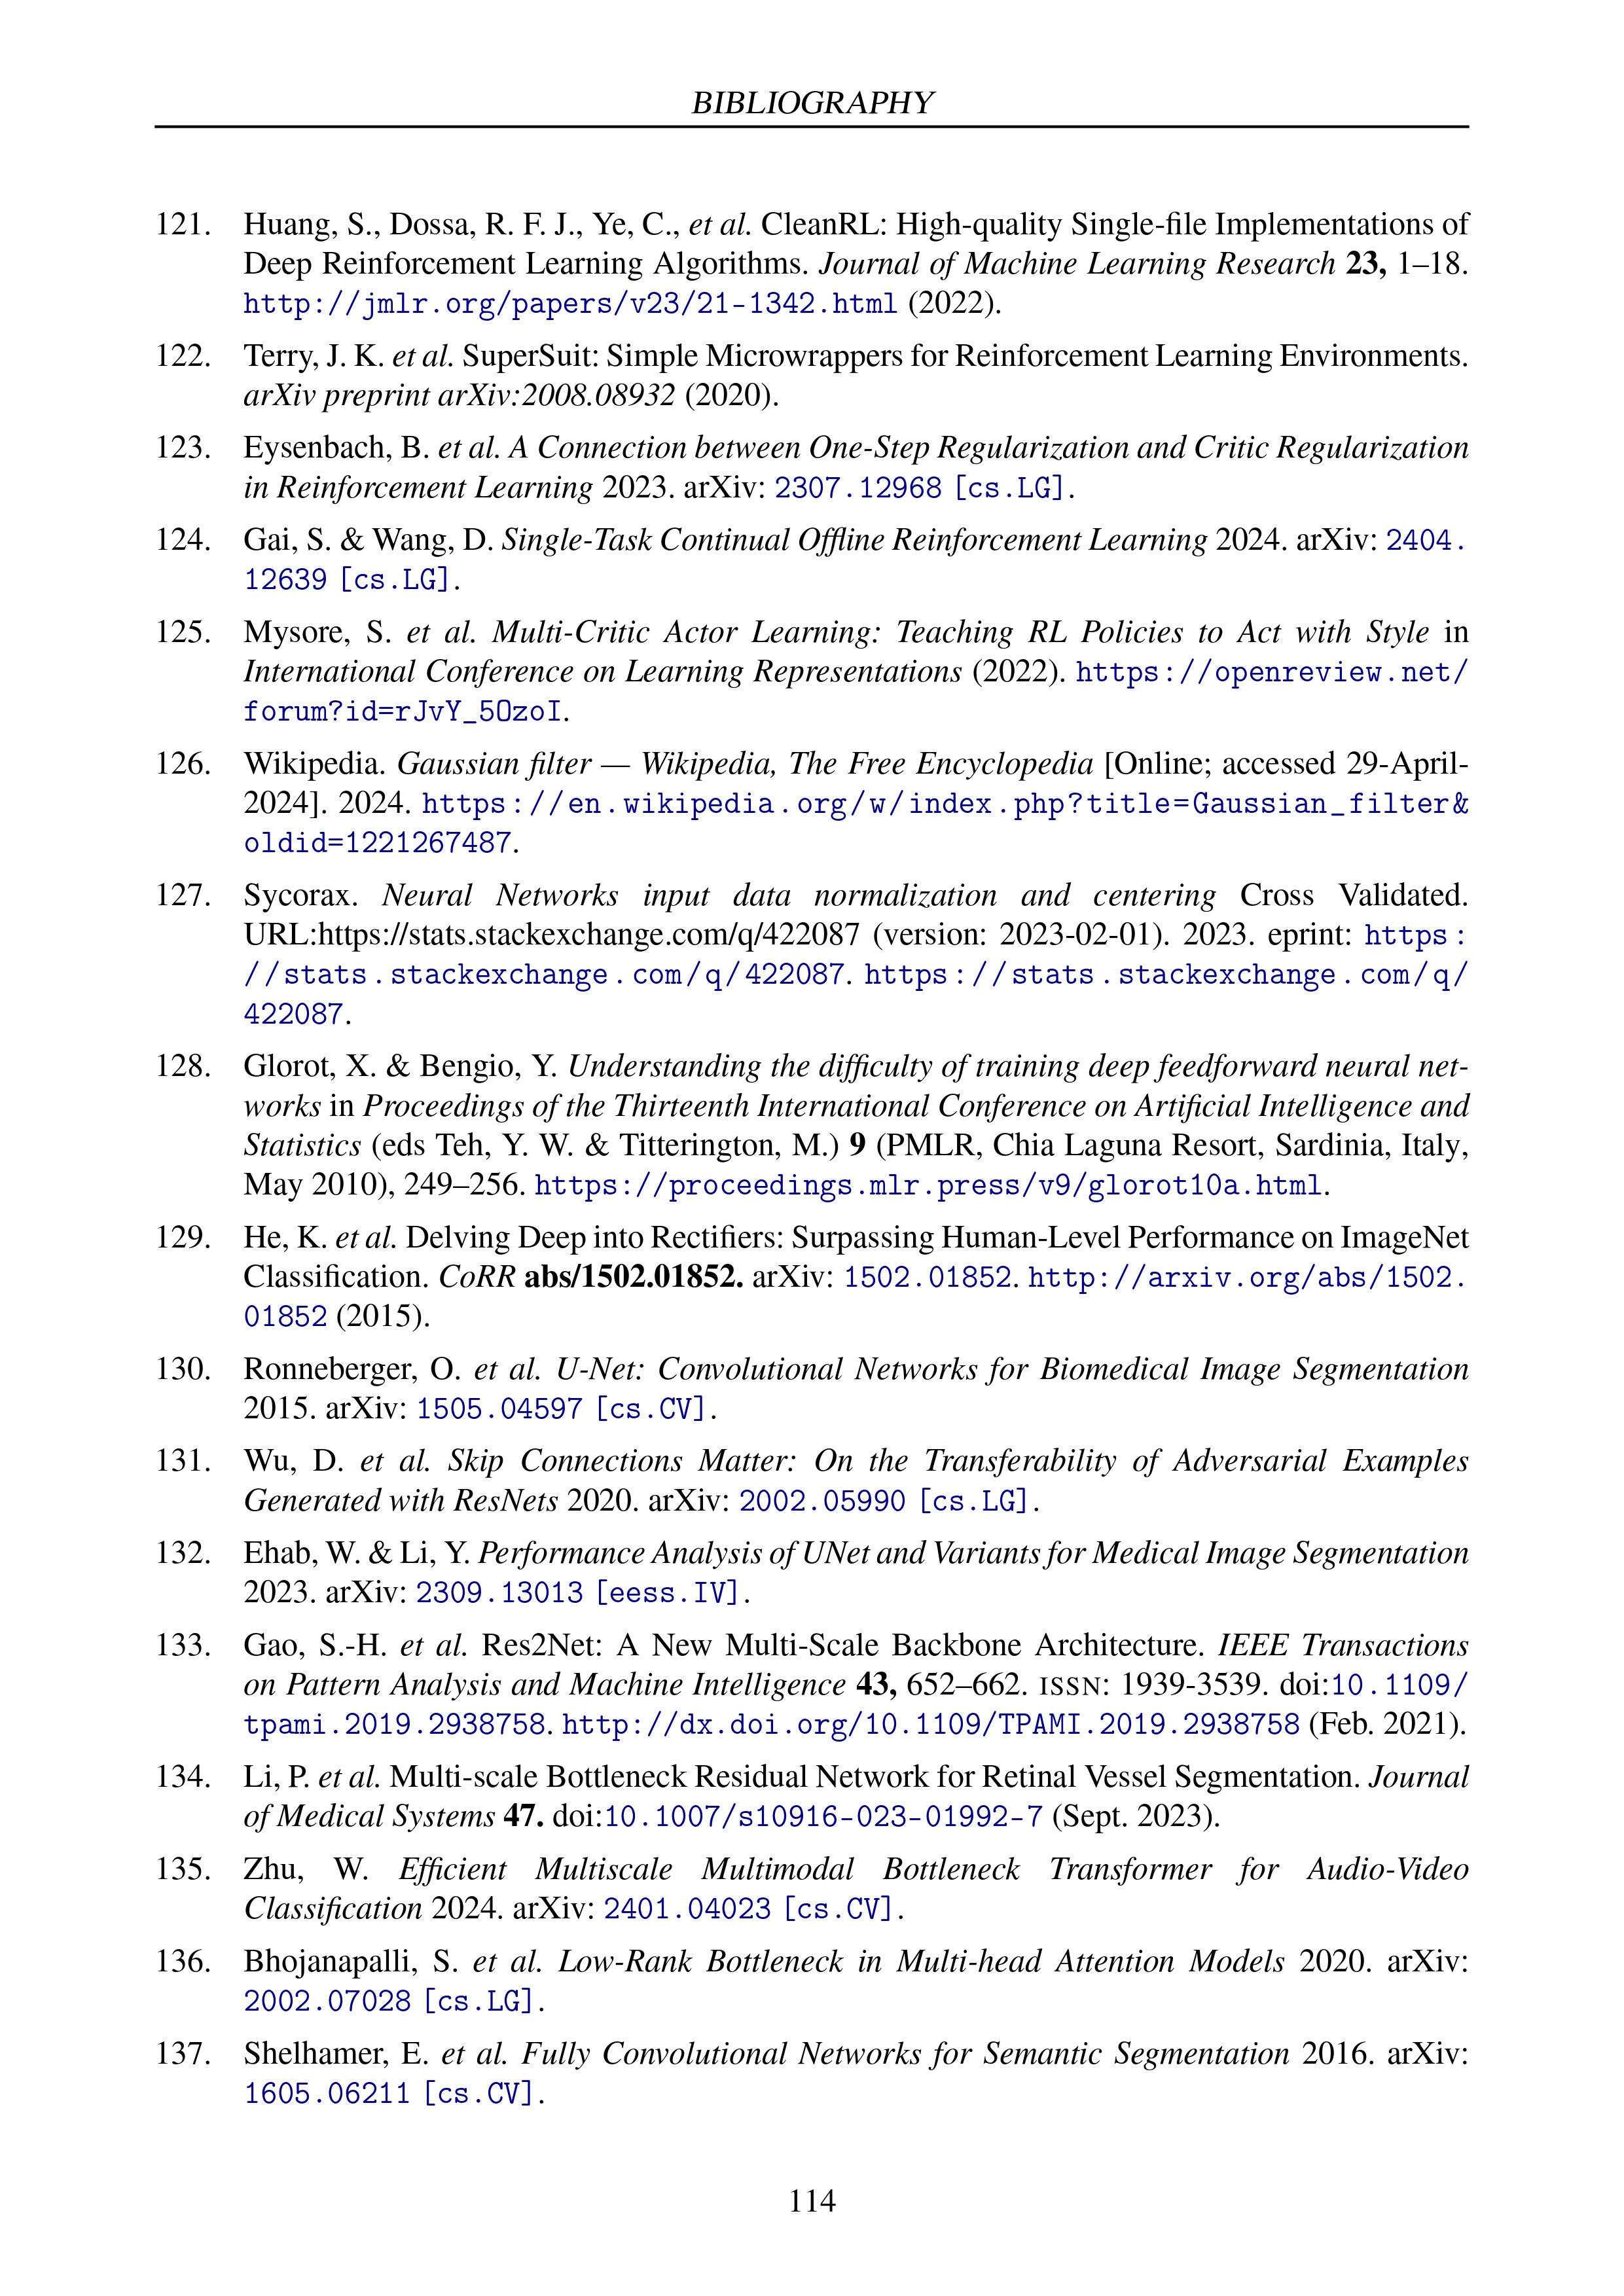 BIBLIOGRAPHY
121. Huang, S., Dossa, R. F. J., Ye, C., et al. CleanRL: High-quality Single-file Implementations of
Deep Reinforcement Learning Algorithms. Journal of Machine Learning Research 23, 1–18.
http://jmlr.org/papers/v23/21-1342.html (2022).
122. Terry, J. K. et al. SuperSuit: Simple Microwrappers for Reinforcement Learning Environments.
arXiv preprint arXiv:2008.08932 (2020).
123. Eysenbach, B. et al. A Connection between One-Step Regularization and Critic Regularization
in Reinforcement Learning 2023. arXiv: 2307.12968 [cs.LG].
124. Gai, S. & Wang, D. Single-Task Continual Offline Reinforcement Learning 2024. arXiv: 2404.
12639 [cs.LG].
125. Mysore, S. et al. Multi-Critic Actor Learning: Teaching RL Policies to Act with Style in
International Conference on Learning Representations (2022). https://openreview.net/
forum?id=rJvY_5OzoI.
126. Wikipedia. Gaussian filter — Wikipedia, The Free Encyclopedia [Online; accessed 29-April-
2024]. 2024. https://en.wikipedia.org/w/index.php?title=Gaussian_filter&
oldid=1221267487.
127. Sycorax. Neural Networks input data normalization and centering Cross Validated.
URL:https://stats.stackexchange.com/q/422087 (version: 2023-02-01). 2023. eprint: https:
//stats.stackexchange.com/q/422087. https://stats.stackexchange.com/q/
422087.
128. Glorot, X. & Bengio, Y. Understanding the difficulty of training deep feedforward neural net-
works in Proceedings of the Thirteenth International Conference on Artificial Intelligence and
Statistics (eds Teh, Y. W. & Titterington, M.) 9 (PMLR, Chia Laguna Resort, Sardinia, Italy,
May 2010), 249–256. https://proceedings.mlr.press/v9/glorot10a.html.
129. He, K. et al. Delving Deep into Rectifiers: Surpassing Human-Level Performance on ImageNet
Classification. CoRR abs/1502.01852. arXiv: 1502.01852. http://arxiv.org/abs/1502.
01852 (2015).
130. Ronneberger, O. et al. U-Net: Convolutional Networks for Biomedical Image Segmentation
2015. arXiv: 1505.04597 [cs.CV].
131. Wu, D. et al. Skip Connections Matter: On the Transferability of Adversarial Examples
Generated with ResNets 2020. arXiv: 2002.05990 [cs.LG].
132. Ehab, W. & Li, Y. Performance Analysis of UNet and Variants for Medical Image Segmentation
2023. arXiv: 2309.13013 [eess.IV].
133. Gao, S.-H. et al. Res2Net: A New Multi-Scale Backbone Architecture. IEEE Transactions
on Pattern Analysis and Machine Intelligence 43, 652–662. ISSN: 1939-3539. doi:10.1109/
tpami.2019.2938758. http://dx.doi.org/10.1109/TPAMI.2019.2938758 (Feb. 2021).
134. Li, P. et al. Multi-scale Bottleneck Residual Network for Retinal Vessel Segmentation. Journal
of Medical Systems 47. doi:10.1007/s10916-023-01992-7 (Sept. 2023).
135. Zhu, W. Efficient Multiscale Multimodal Bottleneck Transformer for Audio-Video
Classification 2024. arXiv: 2401.04023 [cs.CV].
136. Bhojanapalli, S. et al. Low-Rank Bottleneck in Multi-head Attention Models 2020. arXiv:
2002.07028 [cs.LG].
137. Shelhamer, E. et al. Fully Convolutional Networks for Semantic Segmentation 2016. arXiv:
1605.06211 [cs.CV].
114